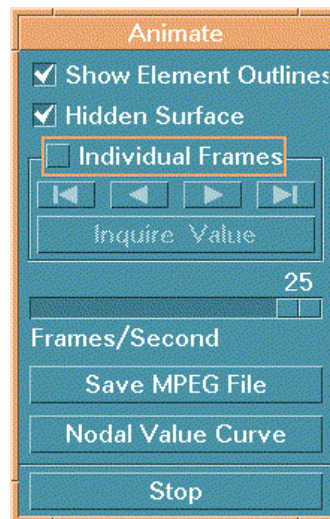 Animate
Show Element Outlines
Hidden Surface
Individual Frames
Inquire Value
25
Frames/Second
Save MPEG File
Nodal Value Curve
Stop